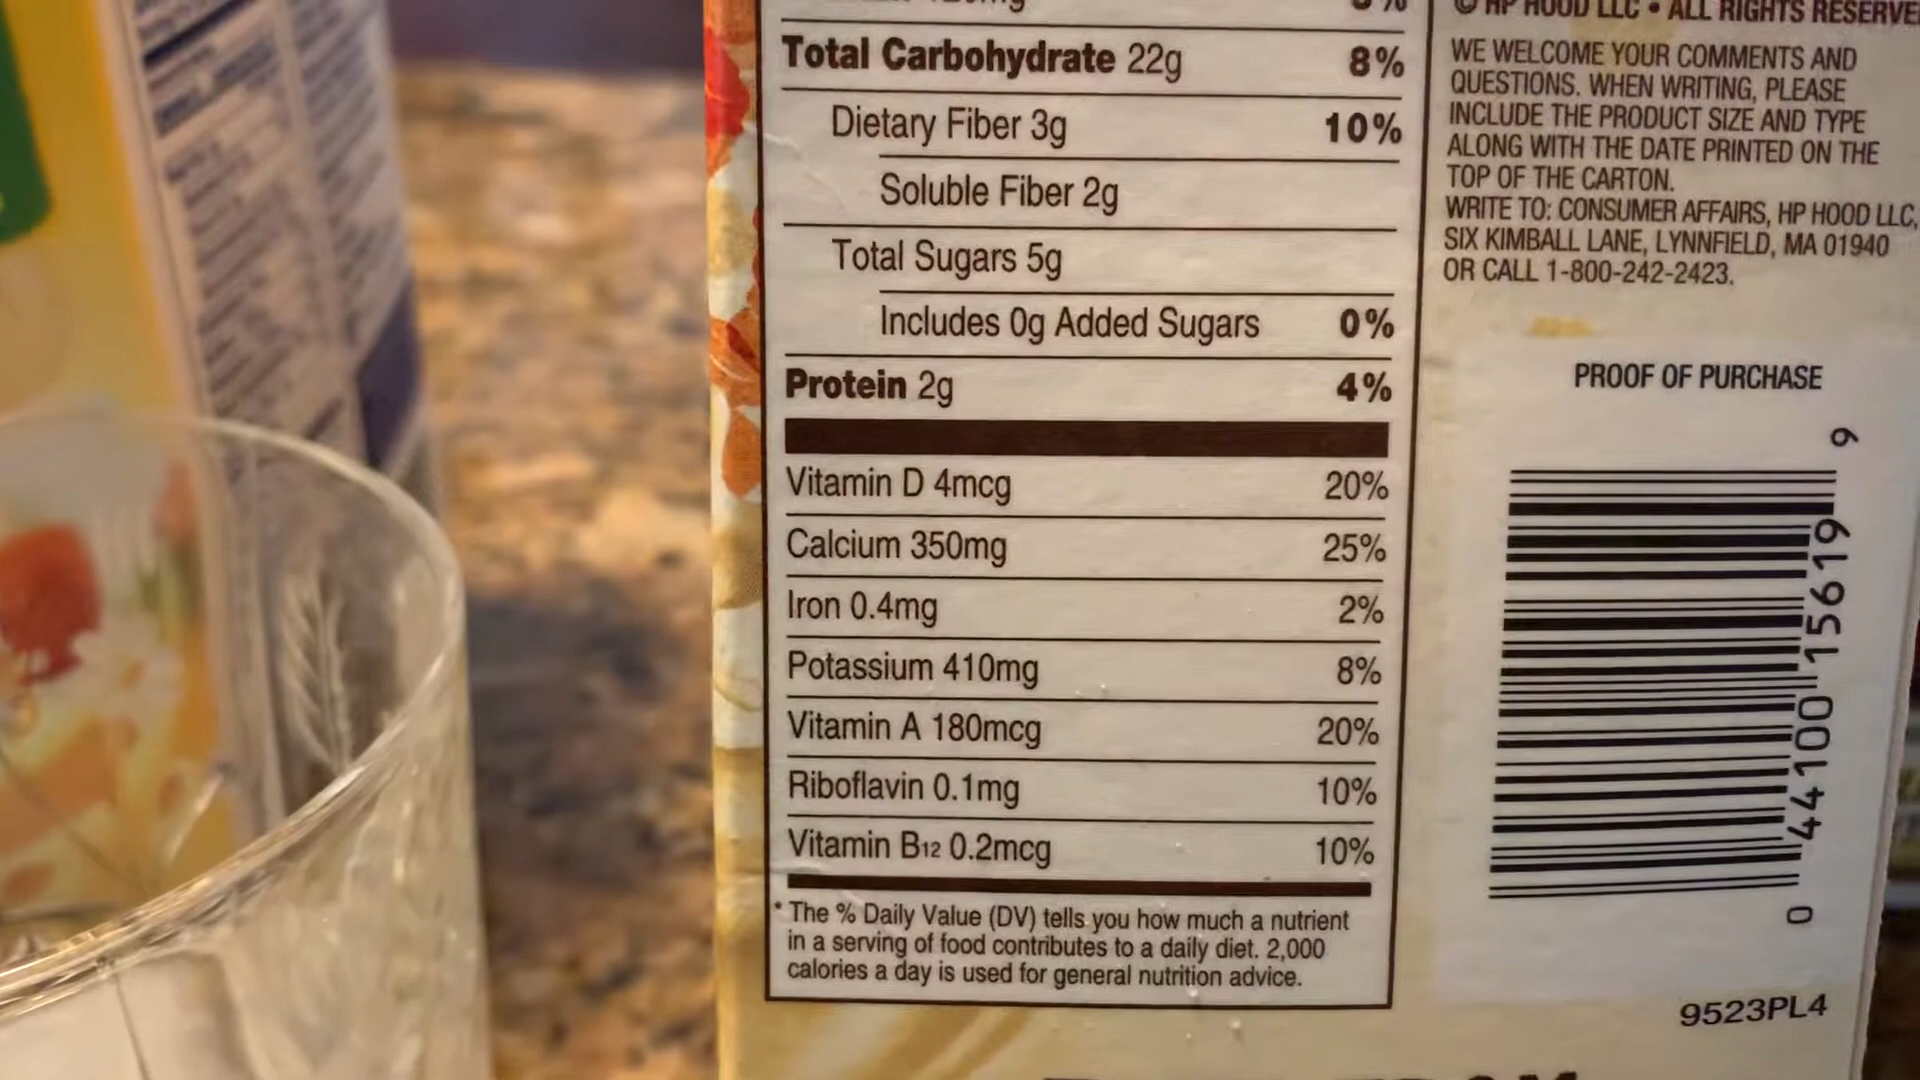 Total Carbohydrate 22g 8%
Dietary Fiber 3g 10%
Soluble Fiber 2g
Total Sugars 5g
Includes 0g Added Sugars 0%
Protein 2g 4%
Vitamin D 4mcg 20%
Calcium 350mg 25%
Iron 0.4mg 2%
Potassium 410mg 8%
Vitamin A 180mcg 20%
Riboflavin 0.1mg 10%
Vitamin B12 0.2mcg 10%
* The % Daily Value (DV) tells you how much a nutrient
in a serving of food contributes to a daily diet. 2,000
calories a day is used for general nutrition advice.
© HP HOOD LLC • ALL RIGHTS RESERVE
WE WELCOME YOUR COMMENTS AND
QUESTIONS. WHEN WRITING, PLEASE
INCLUDE THE PRODUCT SIZE AND TYPE
ALONG WITH THE DATE PRINTED ON THE
TOP OF THE CARTON.
WRITE TO: CONSUMER AFFAIRS, HP HOOD LLC,
SIX KIMBALL LANE, LYNNFIELD, MA 01940
OR CALL 1-800-242-2423.
PROOF OF PURCHASE
0 44100 15619 9
9523PL4